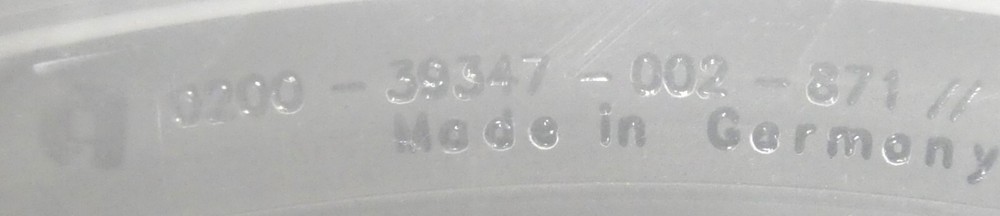 0200 - 39347 - 002 - 871 //
Made in Germany